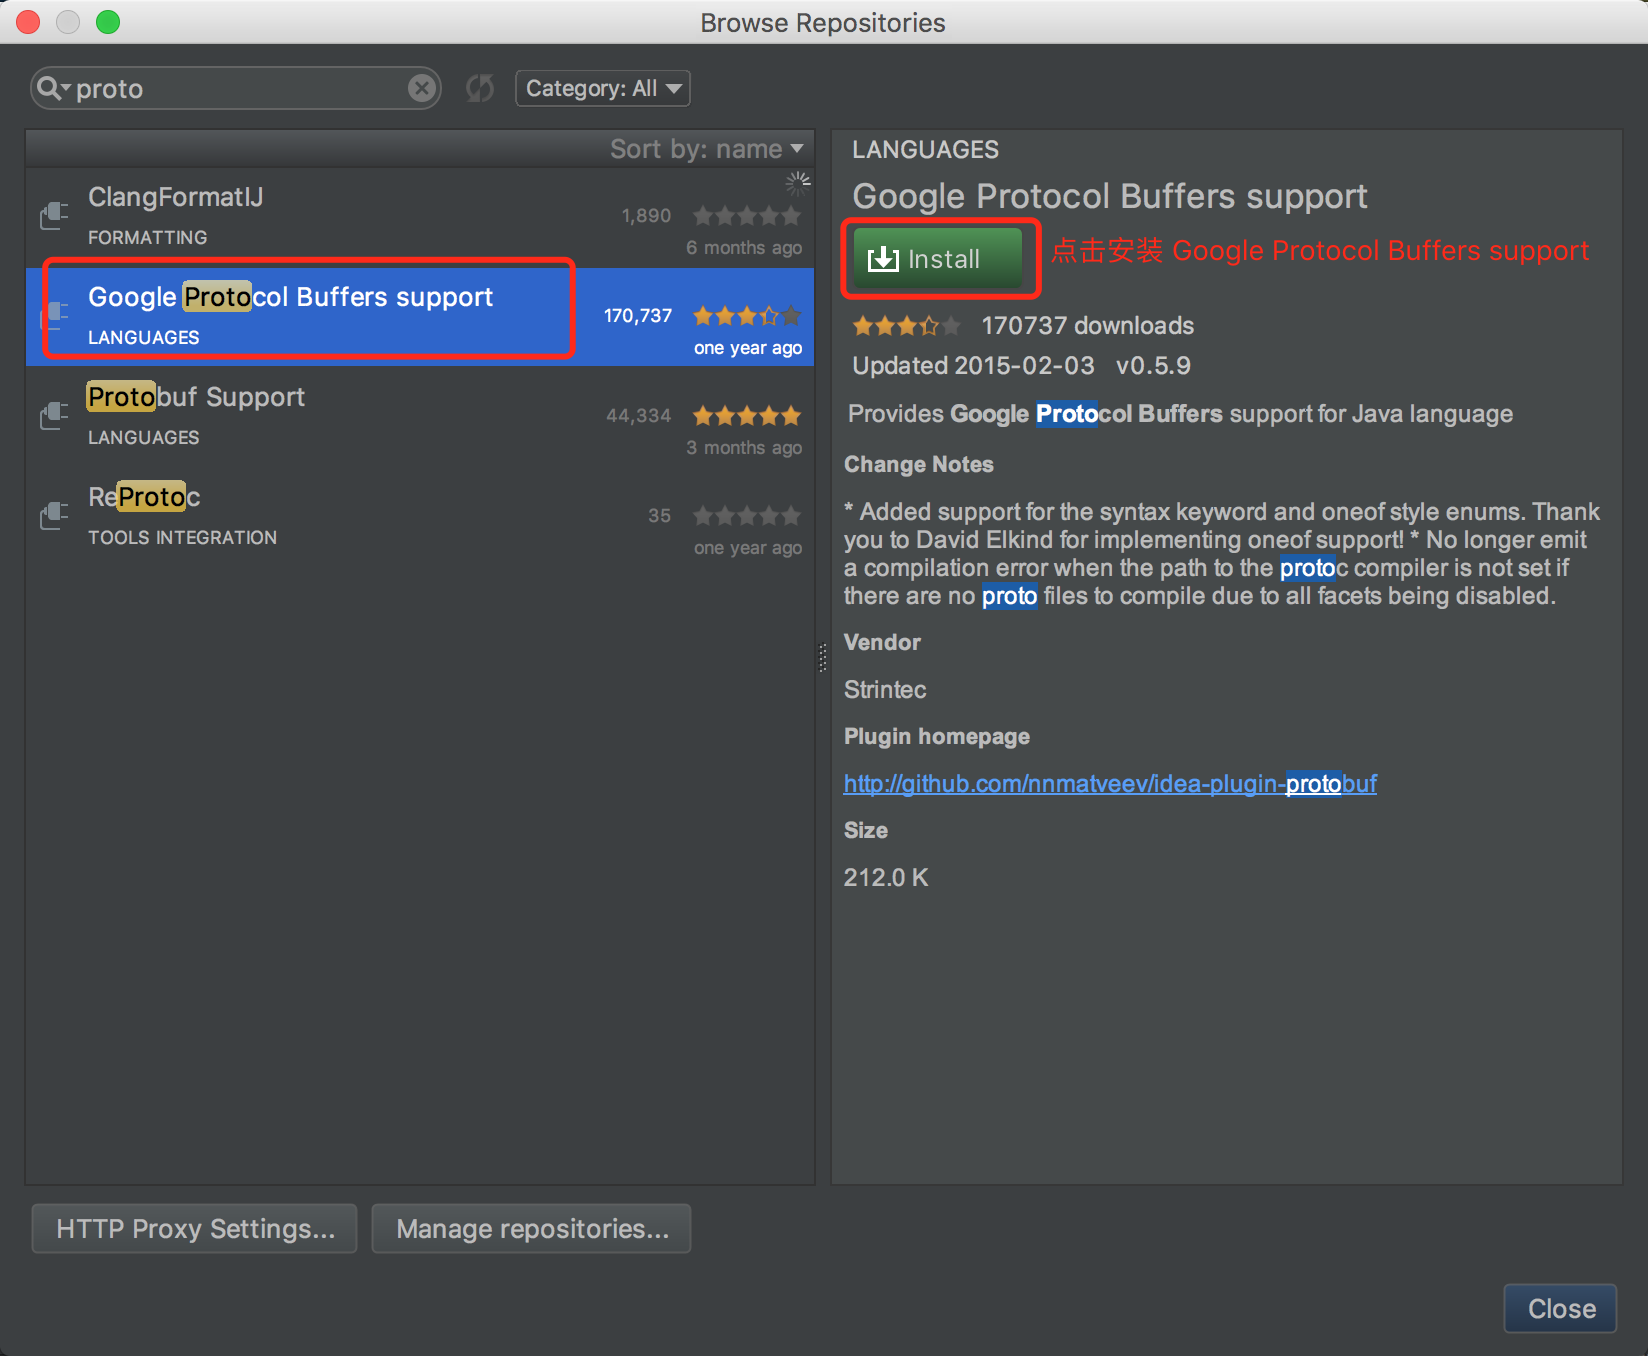 Browse Repositories
proto
Category: All
Sort by: name
ClangFormatIJ
FORMATTING
1,890
6 months ago
Google Protocol Buffers support
LANGUAGES
170,737
one year ago
Protobuf Support
LANGUAGES
44,334
3 months ago
ReProtoc
TOOLS INTEGRATION
35
one year ago
LANGUAGES
Google Protocol Buffers support
Install
点击安装 Google Protocol Buffers support
170737 downloads
Updated 2015-02-03 v0.5.9
Provides Google Protocol Buffers support for Java language
Change Notes
* Added support for the syntax keyword and oneof style enums. Thank
you to David Elkind for implementing oneof support! * No longer emit
a compilation error when the path to the protoc compiler is not set if
there are no proto files to compile due to all facets being disabled.
Vendor
Strintec
Plugin homepage
http://github.com/nnmatveev/idea-plugin-protobuf
Size
212.0 K
HTTP Proxy Settings...
Manage repositories...
Close